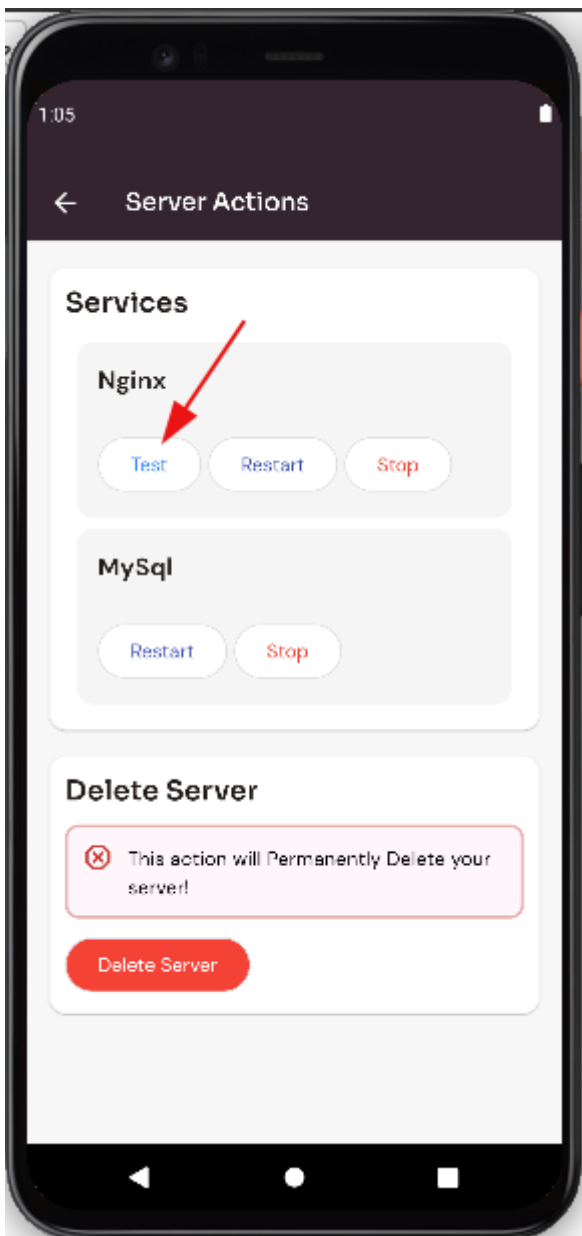 1:05
Server Actions
Services
Nginx
Test Restart Stop
MySql
Restart Stop
Delete Server
This action will Permanently Delete your
server!
Delete Server